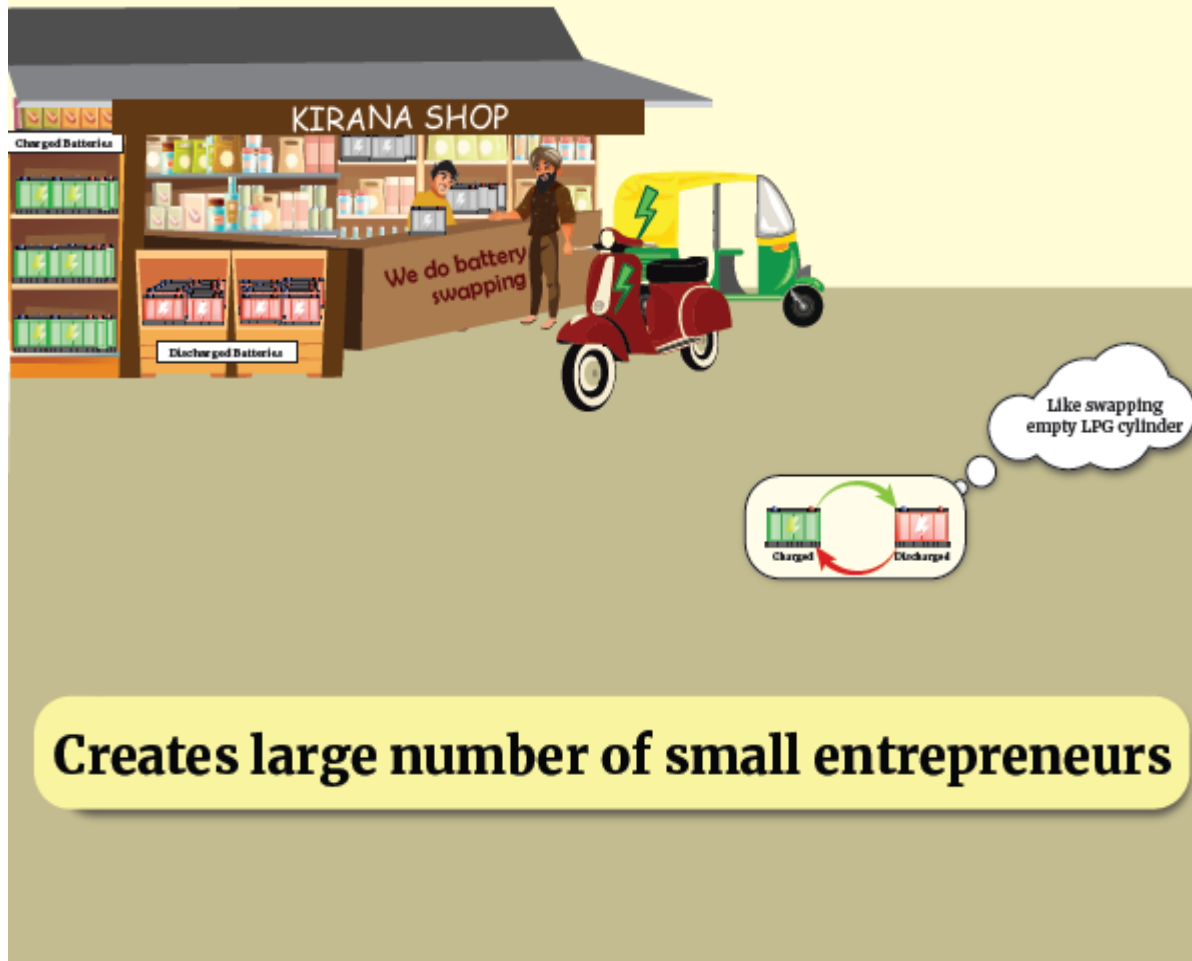 KIRANA SHOP
Charged Batteries
We do battery
swapping
Discharged Batteries
Like swapping
empty LPG cylinder
Charged
Discharged
Creates large number of small entrepreneurs